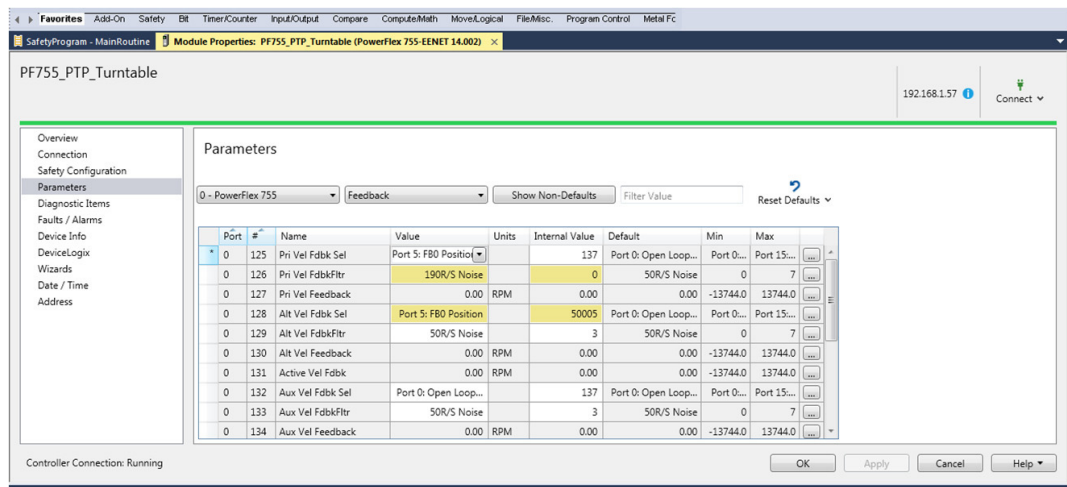 Favorites Add-On Safety Bit Timer/Counter Input/Output Compare Compute/Math Move/Logical File/Misc. Program Control Metal Fc
SafetyProgram - MainRoutine Module Properties: PF755_PTP_Turntable (PowerFlex 755-EENET 14.002) ×
PF755_PTP_Turntable
192.168.1.57 Connect
Overview
Connection
Safety Configuration
Parameters
Diagnostic Items
Faults / Alarms
Device Info
DeviceLogix
Wizards
Date / Time
Address
Parameters
0 - PowerFlex 755 Feedback Show Non-Defaults Filter Value Reset Defaults
Port # Name Value Units Internal Value Default Min Max
* 0 125 Pri Vel Fdbk Sel Port 5: FB0 Position 137 Port 0: Open Loop... Port 0:... Port 15:... ...
0 126 Pri Vel FdbkFltr 190R/S Noise 0 50R/S Noise 0 7 ...
0 127 Pri Vel Feedback 0.00 RPM 0.00 0.00 -13744.0 13744.0 ...
0 128 Alt Vel Fdbk Sel Port 5: FB0 Position 50005 Port 0: Open Loop... Port 0:... Port 15:... ...
0 129 Alt Vel FdbkFltr 50R/S Noise 3 50R/S Noise 0 7 ...
0 130 Alt Vel Feedback 0.00 RPM 0.00 0.00 -13744.0 13744.0 ...
0 131 Active Vel Fdbk 0.00 RPM 0.00 0.00 -13744.0 13744.0 ...
0 132 Aux Vel Fdbk Sel Port 0: Open Loop... 137 Port 0: Open Loop... Port 0:... Port 15:... ...
0 133 Aux Vel FdbkFltr 50R/S Noise 3 50R/S Noise 0 7 ...
0 134 Aux Vel Feedback 0.00 RPM 0.00 0.00 -13744.0 13744.0 ...
Controller Connection: Running OK Apply Cancel Help